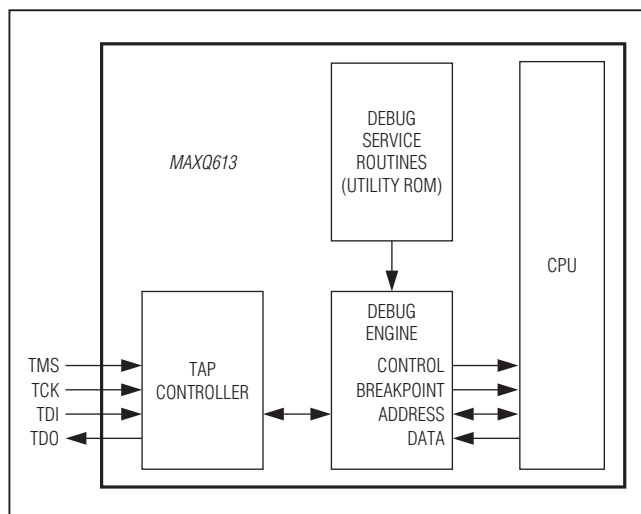 MAXQ613
DEBUG
SERVICE
ROUTINES
(UTILITY ROM)
CPU
DEBUG
ENGINE
CONTROL
BREAKPOINT
ADDRESS
DATA
TAP
CONTROLLER
TMS
TCK
TDI
TDO